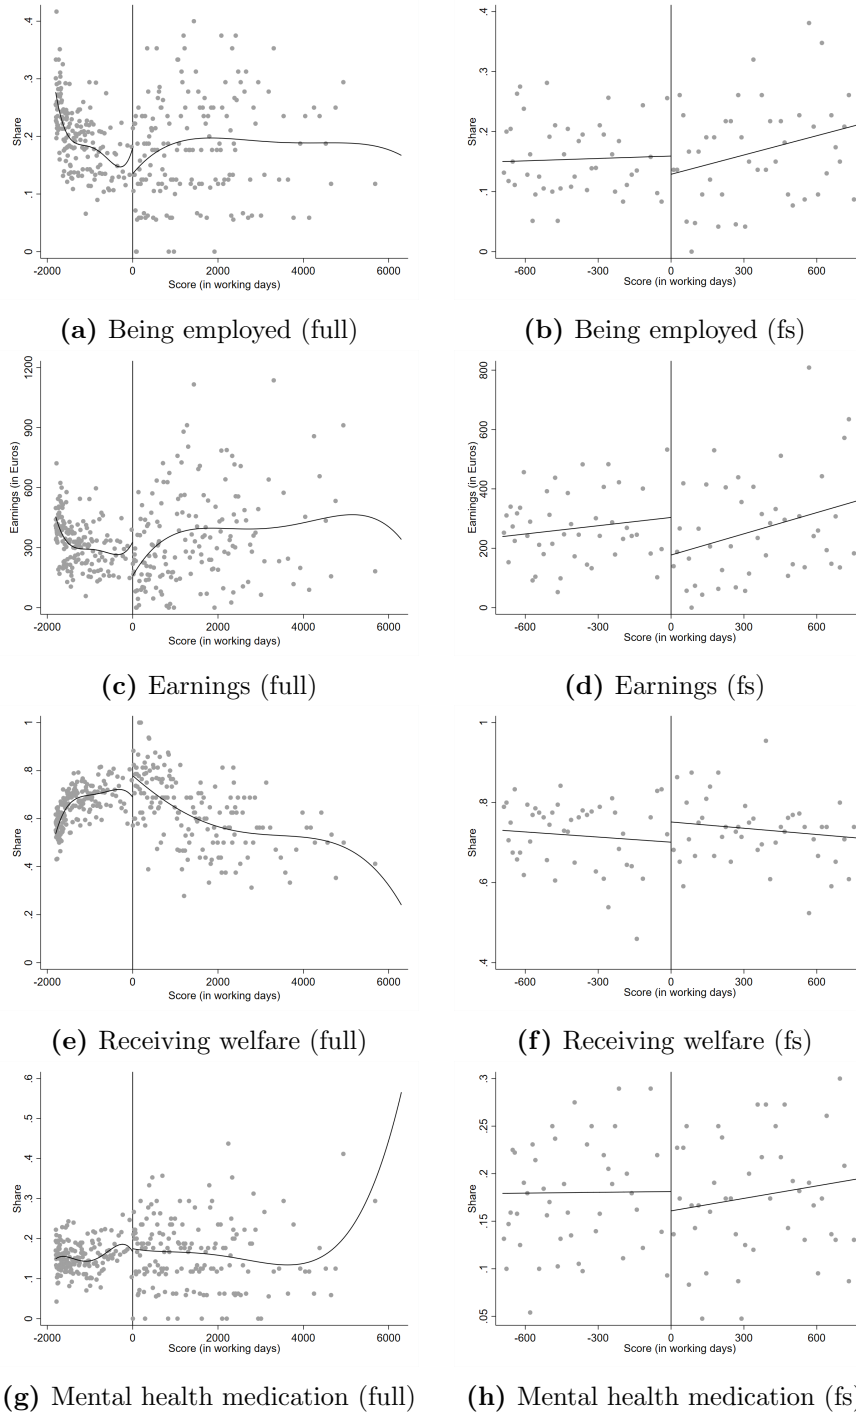 .4
.3
.2
.1
0
Share
-2000 0 2000 4000 6000
Score (in working days)
(a) Being employed (full)
.4
.3
.2
.1
0
Share
-600 -300 0 300 600
Score (in working days)
(b) Being employed (fs)
1200
900
600
300
0
Earnings (in Euros)
-2000 0 2000 4000 6000
Score (in working days)
(c) Earnings (full)
800
600
400
200
0
Earnings (in Euros)
-600 -300 0 300 600
Score (in working days)
(d) Earnings (fs)
1
.8
.6
.4
.2
0
Share
-2000 0 2000 4000 6000
Score (in working days)
(e) Receiving welfare (full)
1
.8
.6
.4
Share
-600 -300 0 300 600
Score (in working days)
(f) Receiving welfare (fs)
.6
.5
.4
.3
.2
.1
0
Share
-2000 0 2000 4000 6000
Score (in working days)
(g) Mental health medication (full)
.3
.25
.2
.15
.1
.05
Share
-600 -300 0 300 600
Score (in working days)
(h) Mental health medication (fs)